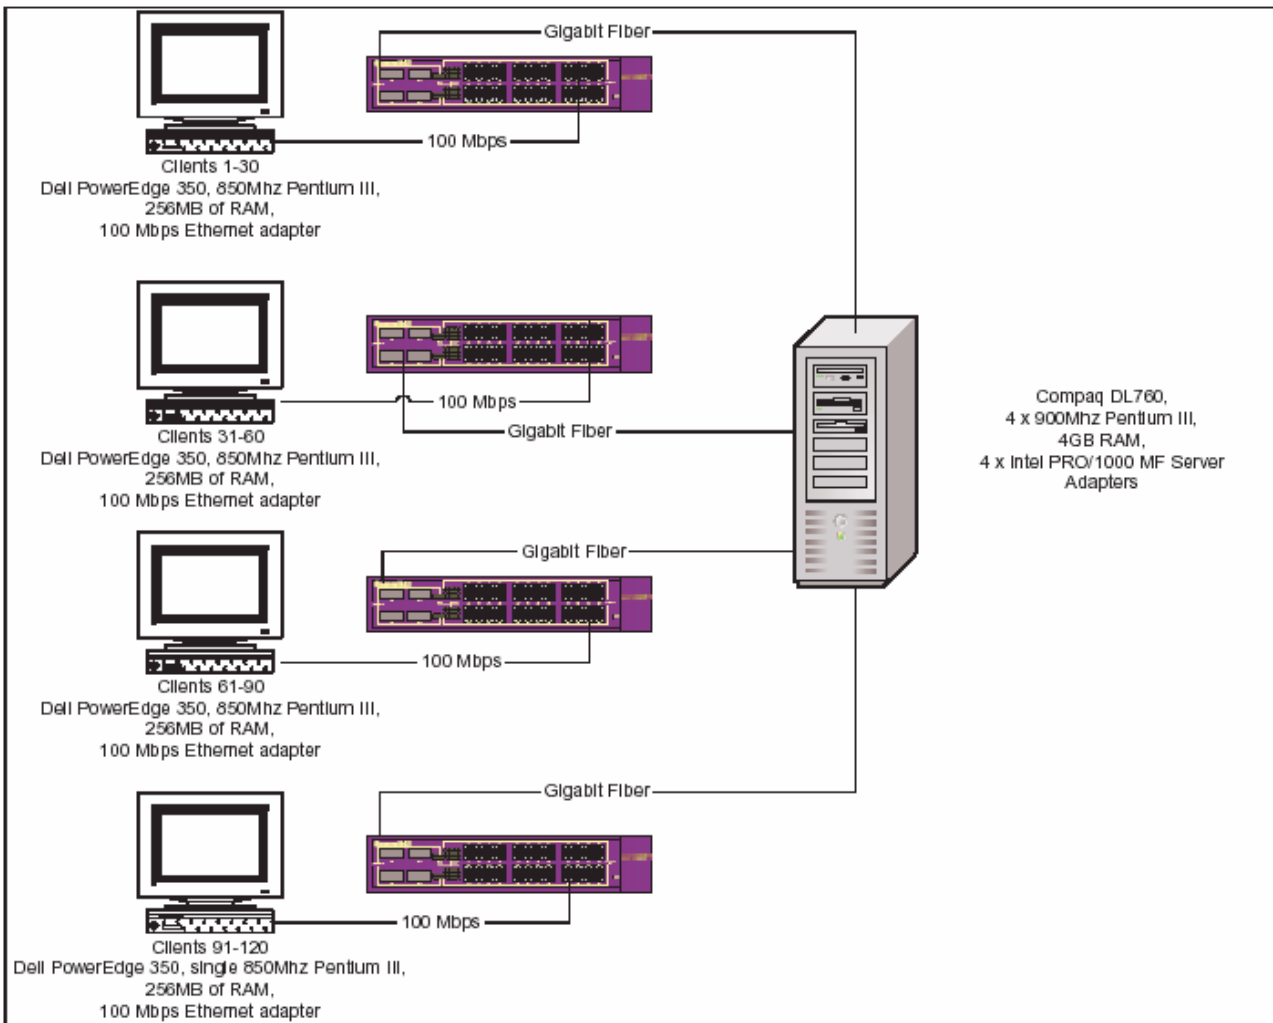 Gigabit Fiber
100 Mbps
Clients 1-30
Dell PowerEdge 350, 850Mhz Pentium III,
256MB of RAM,
100 Mbps Ethernet adapter
100 Mbps
Gigabit Fiber
Clients 31-60
Dell PowerEdge 350, 850Mhz Pentium III,
256MB of RAM,
100 Mbps Ethernet adapter
Compaq DL760,
4 x 900Mhz Pentium III,
4GB RAM,
4 x Intel PRO/1000 MF Server
Adapters
Gigabit Fiber
100 Mbps
Clients 61-90
Dell PowerEdge 350, 850Mhz Pentium III,
256MB of RAM,
100 Mbps Ethernet adapter
Gigabit Fiber
100 Mbps
Clients 91-120
Dell PowerEdge 350, single 850Mhz Pentium III,
256MB of RAM,
100 Mbps Ethernet adapter